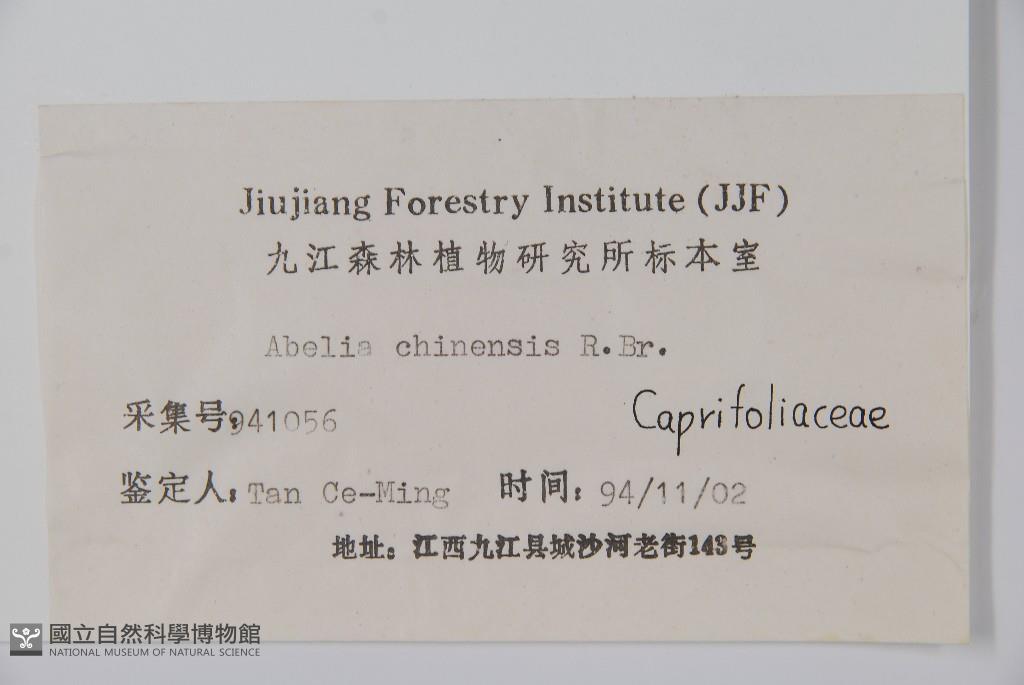 Jiujiang Forestry Institute (JJF)
九江森林植物研究所标本室
Abelia chinensis R.Br.
采集号:941056
Caprifoliaceae
鉴定人:Tan Ce-Ming 时间:94/11/02
地址。江西九江县城沙河老街143号
國立自然科學博物館
NATIONAL MUSEUM OF NATURAL SCIENCE